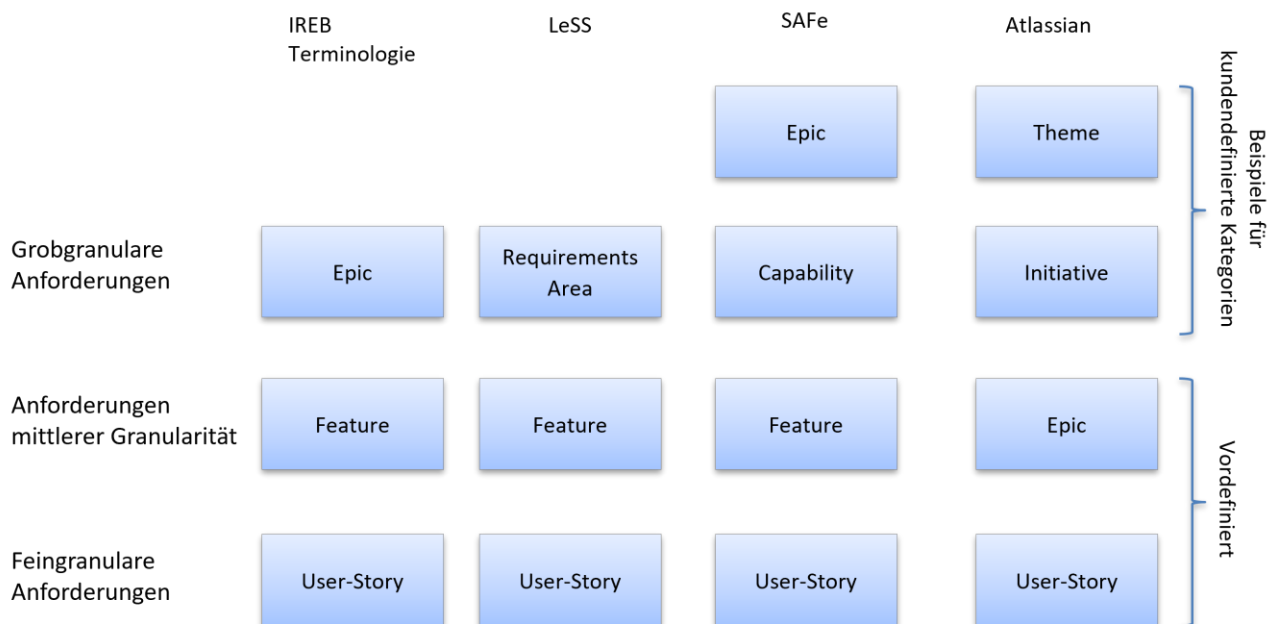 IREB
Terminologie
LeSS
SAFe
Atlassian
Epic
Theme
Beispiele für
kundendefinierte Kategorien
Grobgranulare
Anforderungen
Epic
Requirements
Area
Capability
Initiative
Anforderungen
mittlerer Granularität
Feature
Feature
Feature
Epic
Vordefiniert
Feingranulare
Anforderungen
User-Story
User-Story
User-Story
User-Story